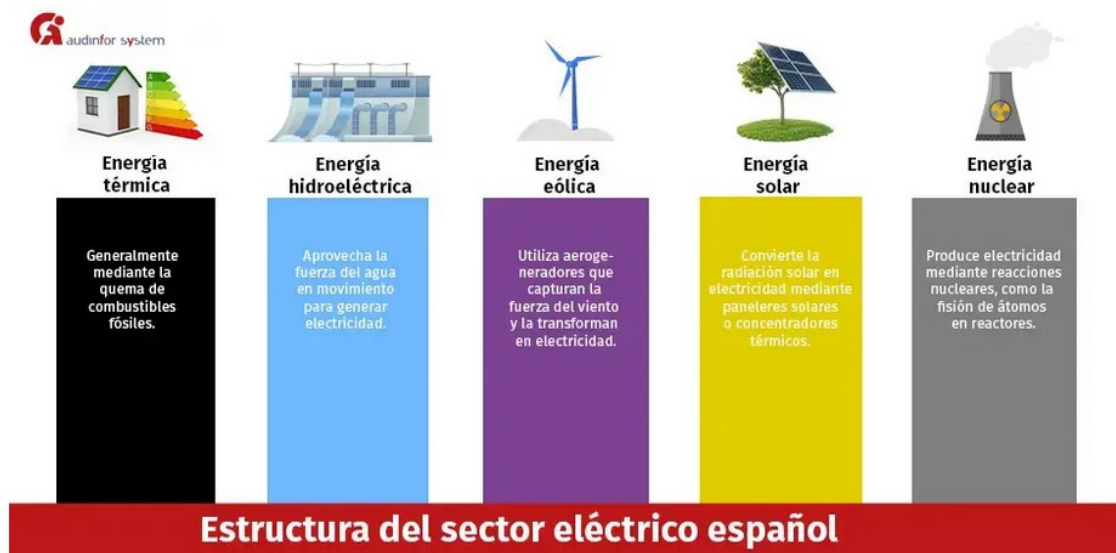 audinfor system
Energía
térmica
Generalmente
mediante la
quema de
combustibles
fósiles.
Energía
hidroeléctrica
Aprovecha la
fuerza del agua
en movimiento
para generar
electricidad.
Energía
eólica
Utiliza aeroge-
neradores que
capturan la
fuerza del viento
y la transforman
en electricidad.
Energía
solar
Convierte la
radiación solar en
electricidad mediante
paneleres solares
o concentradores
térmicos.
Energía
nuclear
Produce electricidad
mediante reacciones
nucleares, como la
fisión de átomos
en reactores.
Estructura del sector eléctrico español